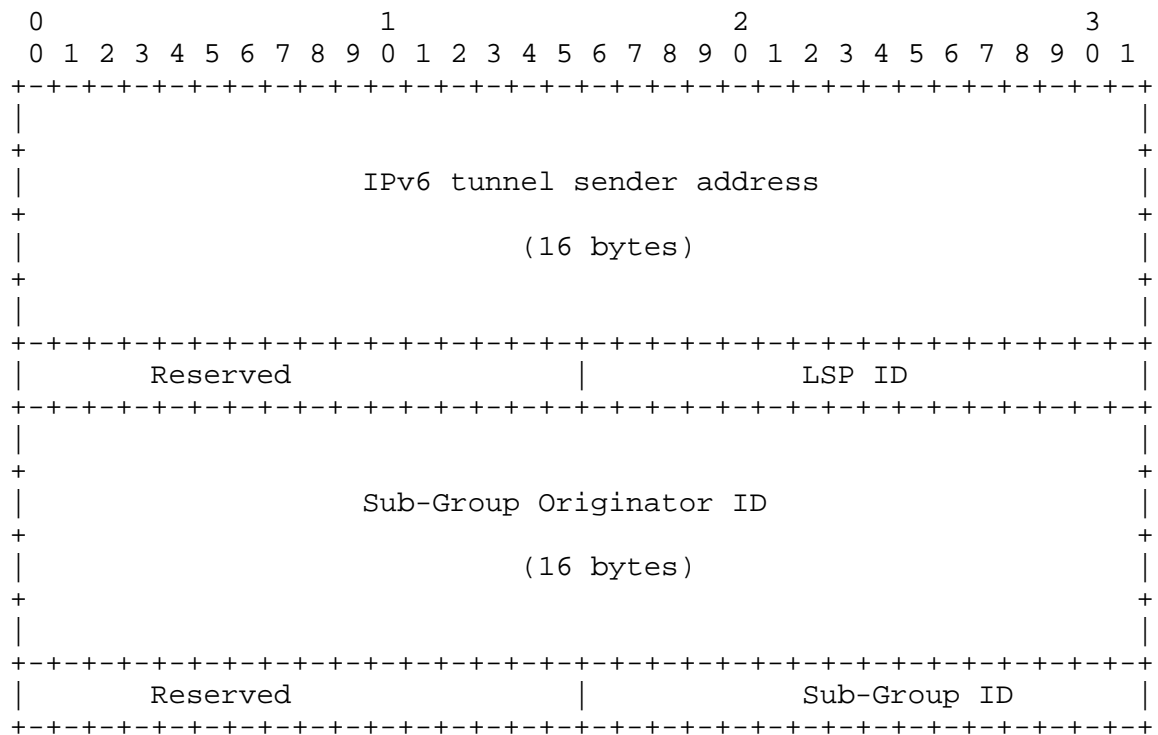 0                   1                   2                   3
 0 1 2 3 4 5 6 7 8 9 0 1 2 3 4 5 6 7 8 9 0 1 2 3 4 5 6 7 8 9 0 1
+-+-+-+-+-+-+-+-+-+-+-+-+-+-+-+-+-+-+-+-+-+-+-+-+-+-+-+-+-+-+-+-+
|                                                               |
+                                                               +
|                   IPv6 tunnel sender address                  |
+                                                               +
|                            (16 bytes)                         |
+                                                               +
|                                                               |
+-+-+-+-+-+-+-+-+-+-+-+-+-+-+-+-+-+-+-+-+-+-+-+-+-+-+-+-+-+-+-+-+
|       Reserved                |            LSP ID             |
+-+-+-+-+-+-+-+-+-+-+-+-+-+-+-+-+-+-+-+-+-+-+-+-+-+-+-+-+-+-+-+-+
|                                                               |
+                                                               +
|                   Sub-Group Originator ID                     |
+                                                               +
|                            (16 bytes)                         |
+                                                               +
|                                                               |
+-+-+-+-+-+-+-+-+-+-+-+-+-+-+-+-+-+-+-+-+-+-+-+-+-+-+-+-+-+-+-+-+
|       Reserved                |            Sub-Group ID       |
+-+-+-+-+-+-+-+-+-+-+-+-+-+-+-+-+-+-+-+-+-+-+-+-+-+-+-+-+-+-+-+-+